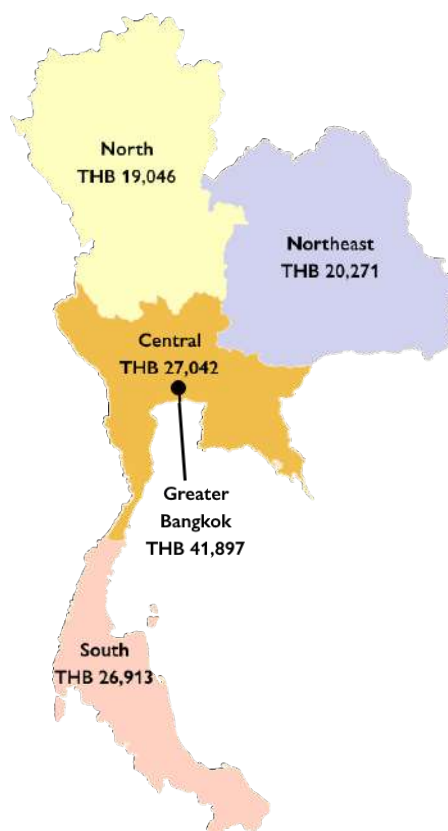 North
THB 19,046
Northeast
THB 20,271
Central
THB 27,042
Greater
Bangkok
THB 41,897
South
THB 26,913